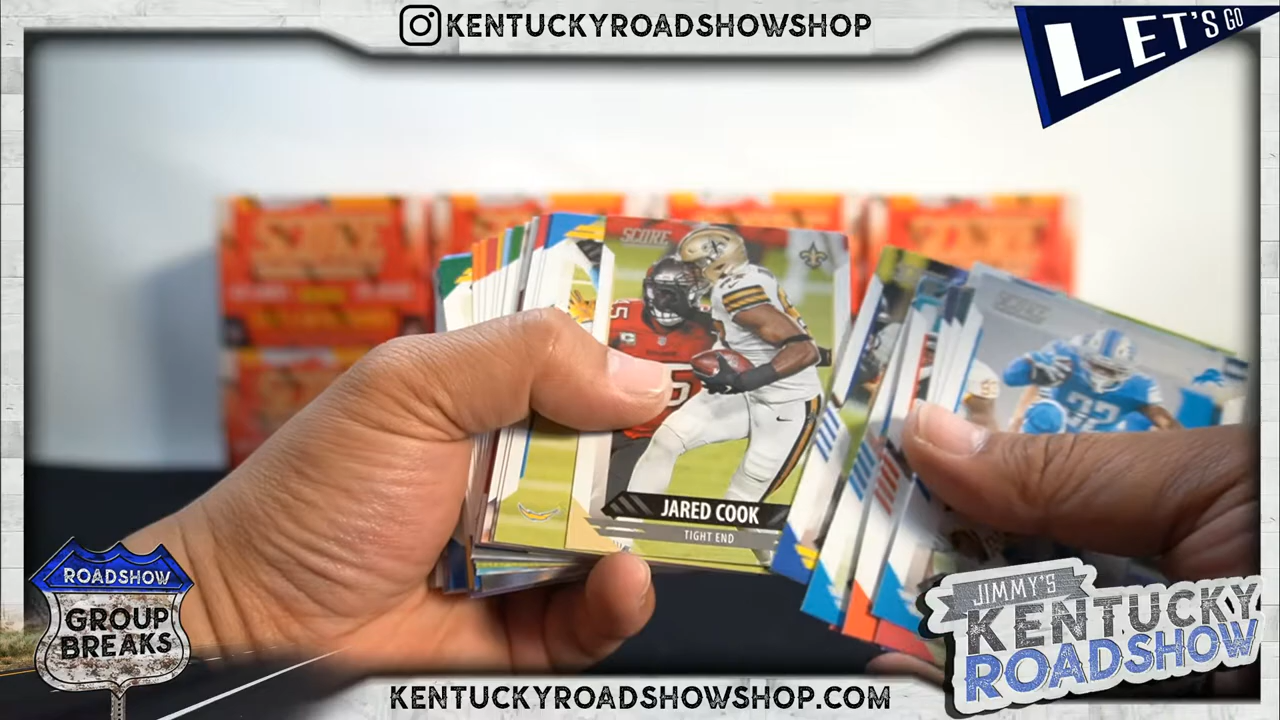 KENTUCKYROADSHOWSHOP
LET'S GO
SCORE
JARED COOK
TIGHT END
ROADSHOW
GROUP
BREAKS
JIMMY'S
KENTUCKY
ROADSHOW
KENTUCKYROADSHOWSHOP.COM